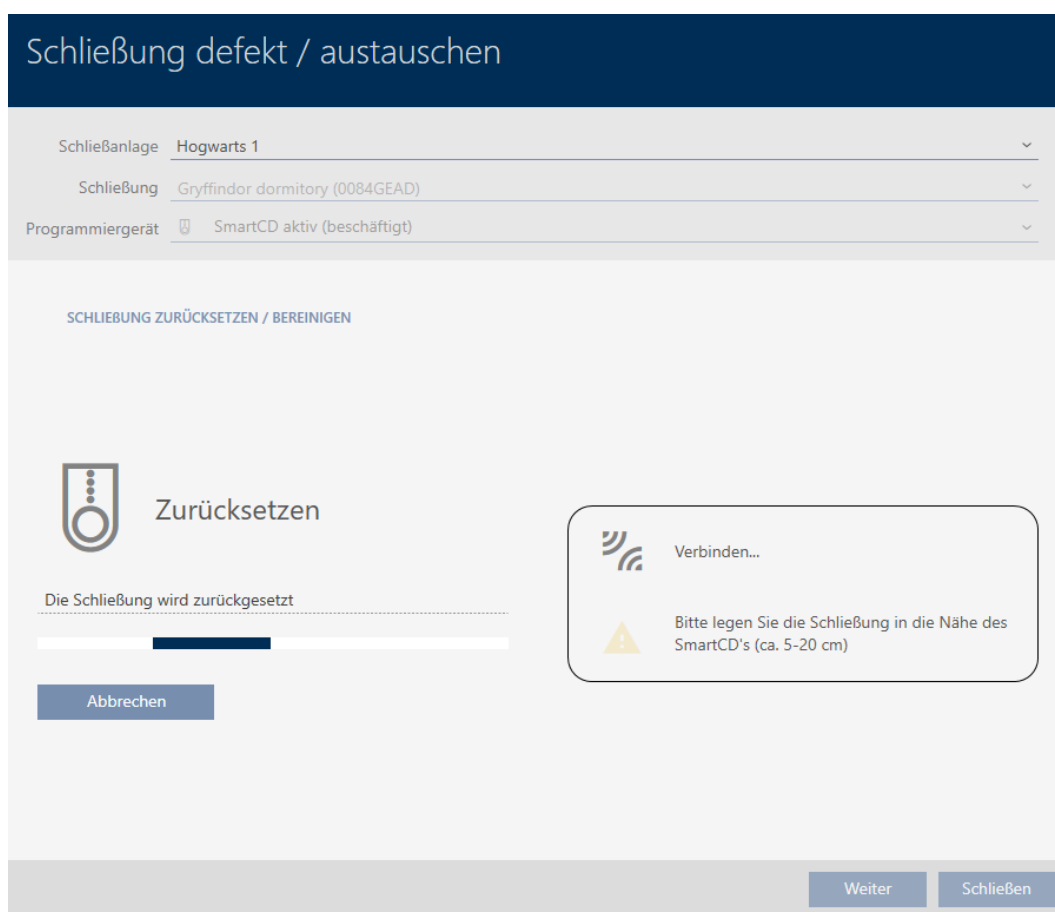 Schließung defekt / austauschen
Schließanlage Hogwarts 1
Schließung Gryffindor dormitory (0084GEAD)
Programmiergerät SmartCD aktiv (beschäftigt)
SCHLIEßUNG ZURÜCKSETZEN / BEREINIGEN
Zurücksetzen
Die Schließung wird zurückgesetzt
Abbrechen
Verbinden...
Bitte legen Sie die Schließung in die Nähe des
SmartCD's (ca. 5-20 cm)
Weiter Schließen